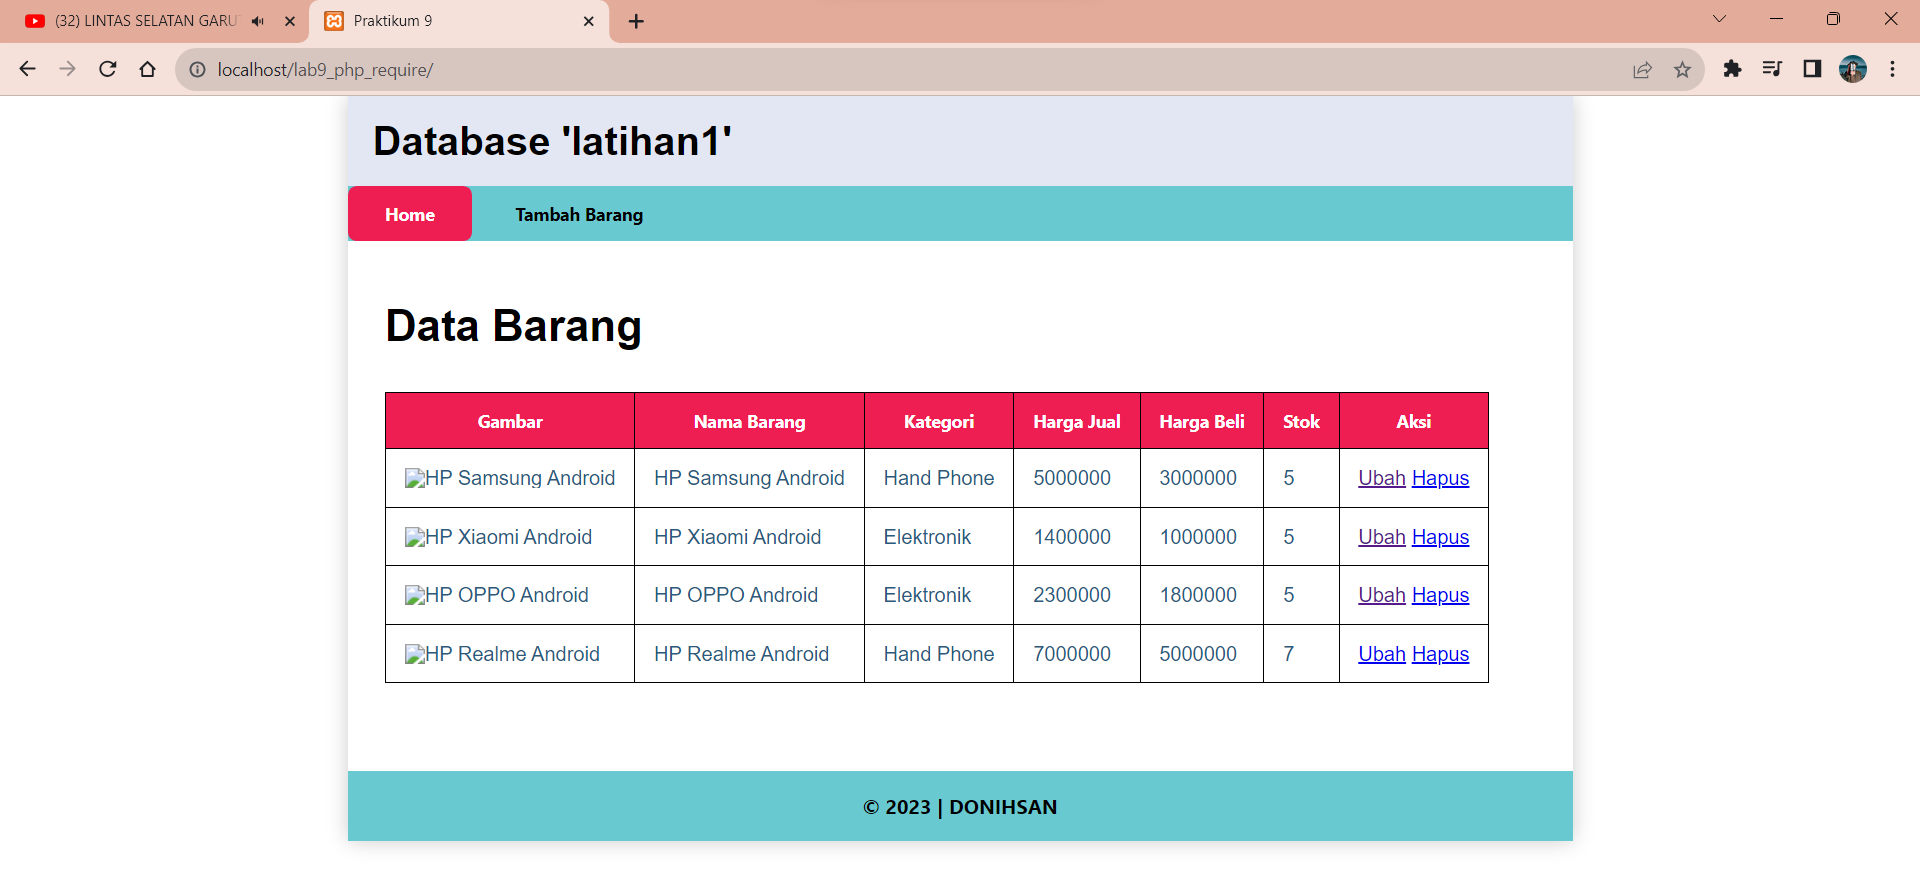 (32) LINTAS SELATAN GARU
Praktikum 9
localhost/lab9_php_require/
Database 'latihan1'
Home Tambah Barang
Data Barang
Gambar Nama Barang Kategori Harga Jual Harga Beli Stok Aksi
HP Samsung Android HP Samsung Android Hand Phone 5000000 3000000 5 Ubah Hapus
HP Xiaomi Android HP Xiaomi Android Elektronik 1400000 1000000 5 Ubah Hapus
HP OPPO Android HP OPPO Android Elektronik 2300000 1800000 5 Ubah Hapus
HP Realme Android HP Realme Android Hand Phone 7000000 5000000 7 Ubah Hapus
© 2023 | DONIHSAN